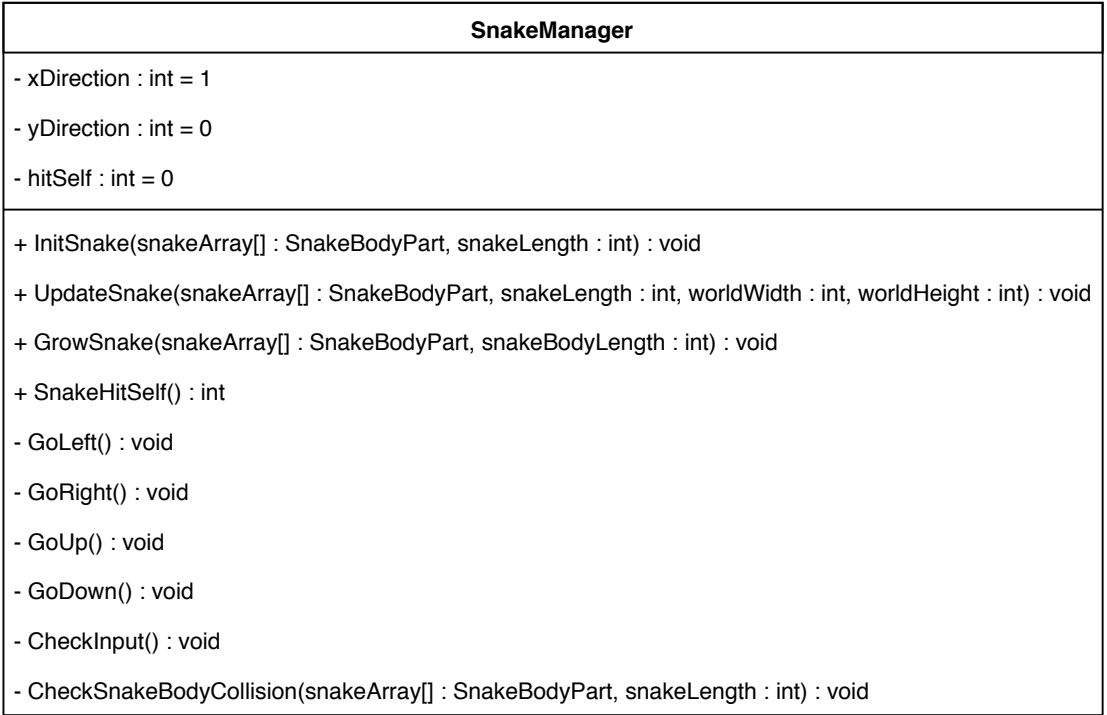 SnakeManager
- xDirection : int = 1
- yDirection : int = 0
- hitSelf : int = 0
+ InitSnake(snakeArray[] : SnakeBodyPart, snakeLength : int) : void
+ UpdateSnake(snakeArray[] : SnakeBodyPart, snakeLength : int, worldWidth : int, worldHeight : int) : void
+ GrowSnake(snakeArray[] : SnakeBodyPart, snakeBodyLength : int) : void
+ SnakeHitSelf() : int
- GoLeft() : void
- GoRight() : void
- GoUp() : void
- GoDown() : void
- CheckInput() : void
- CheckSnakeBodyCollision(snakeArray[] : SnakeBodyPart, snakeLength : int) : void